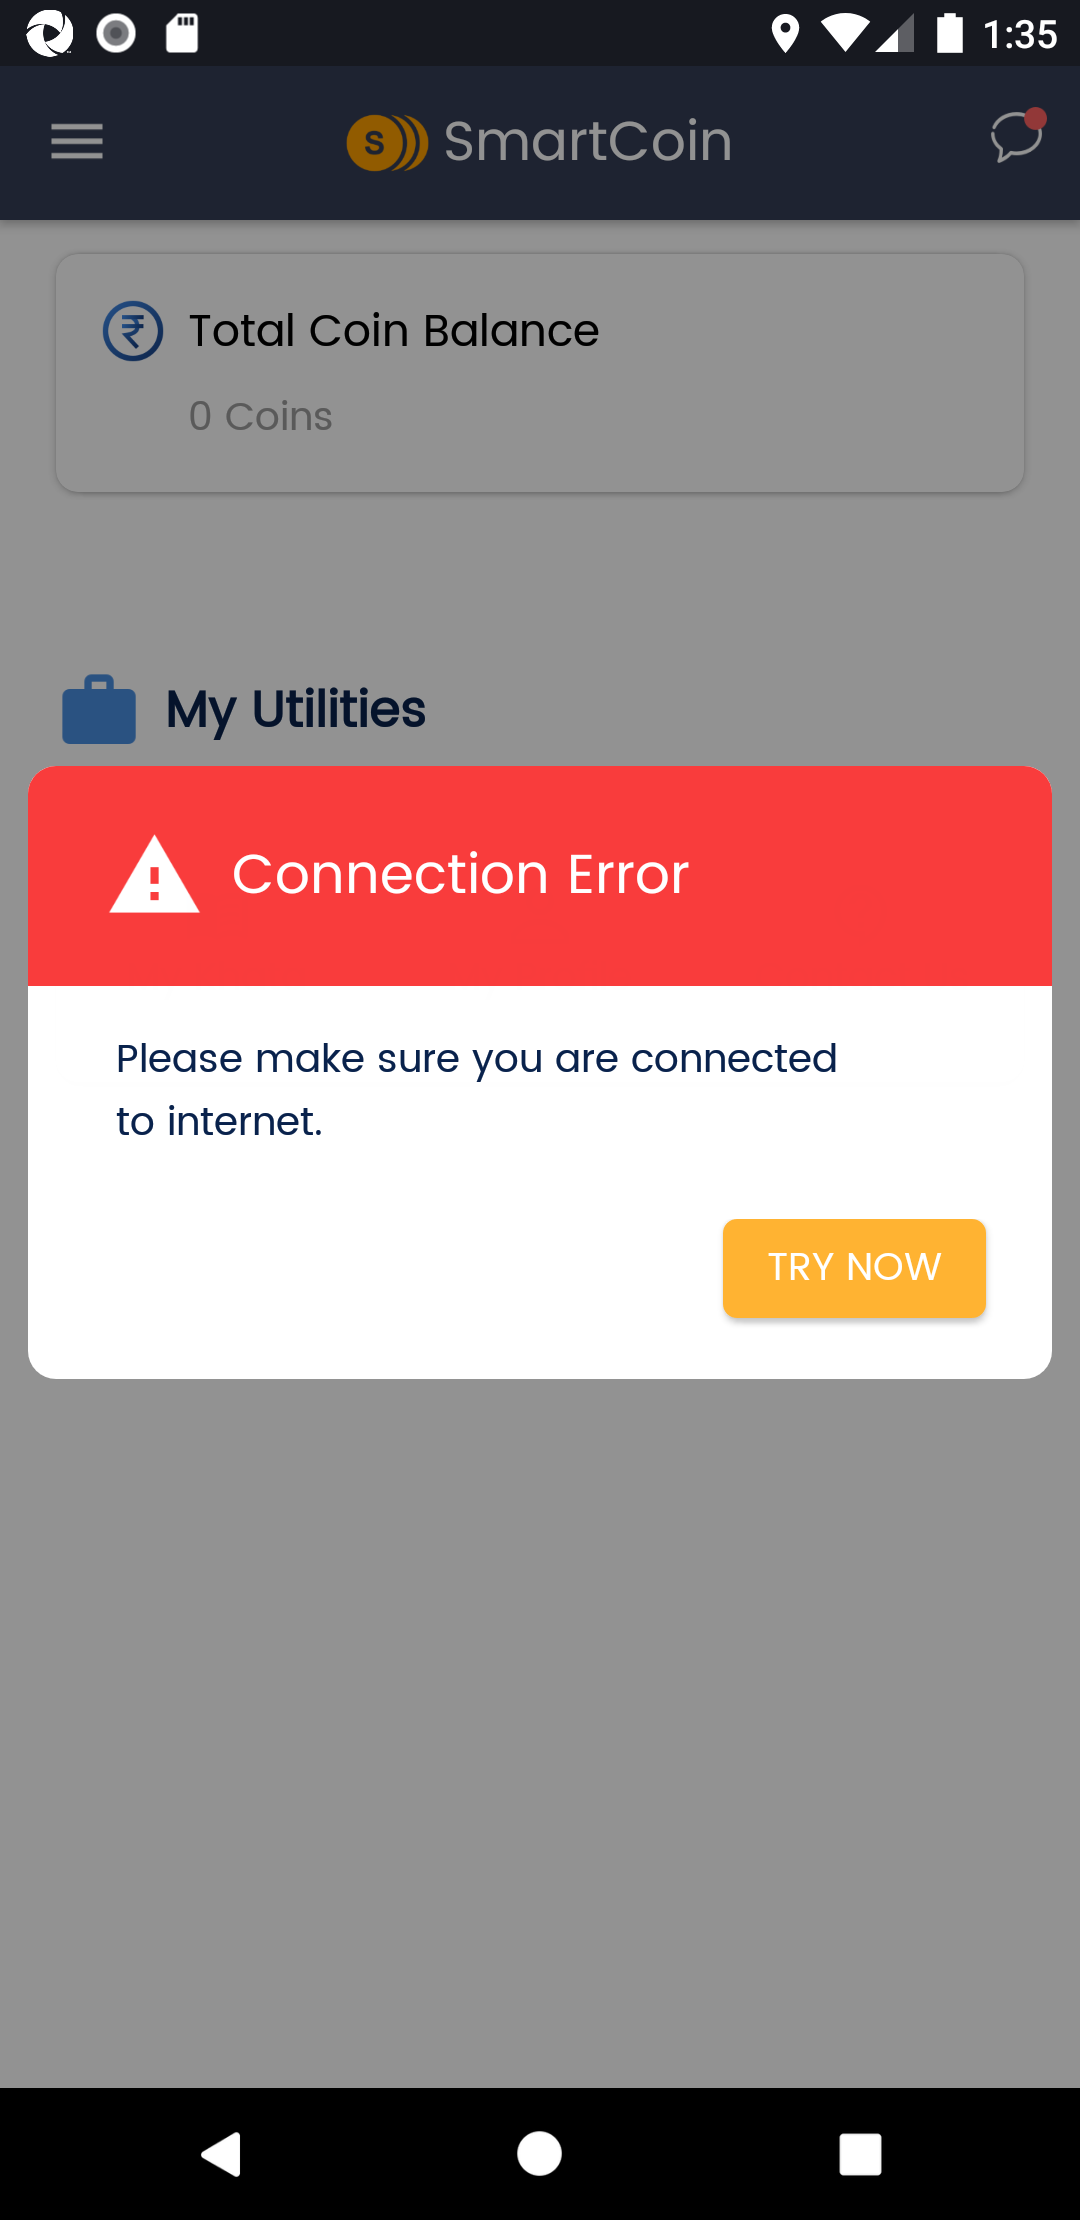 1:35
SmartCoin
Total Coin Balance
0 Coins
My Utilities
Connection Error
Please make sure you are connected
to internet.
TRY NOW